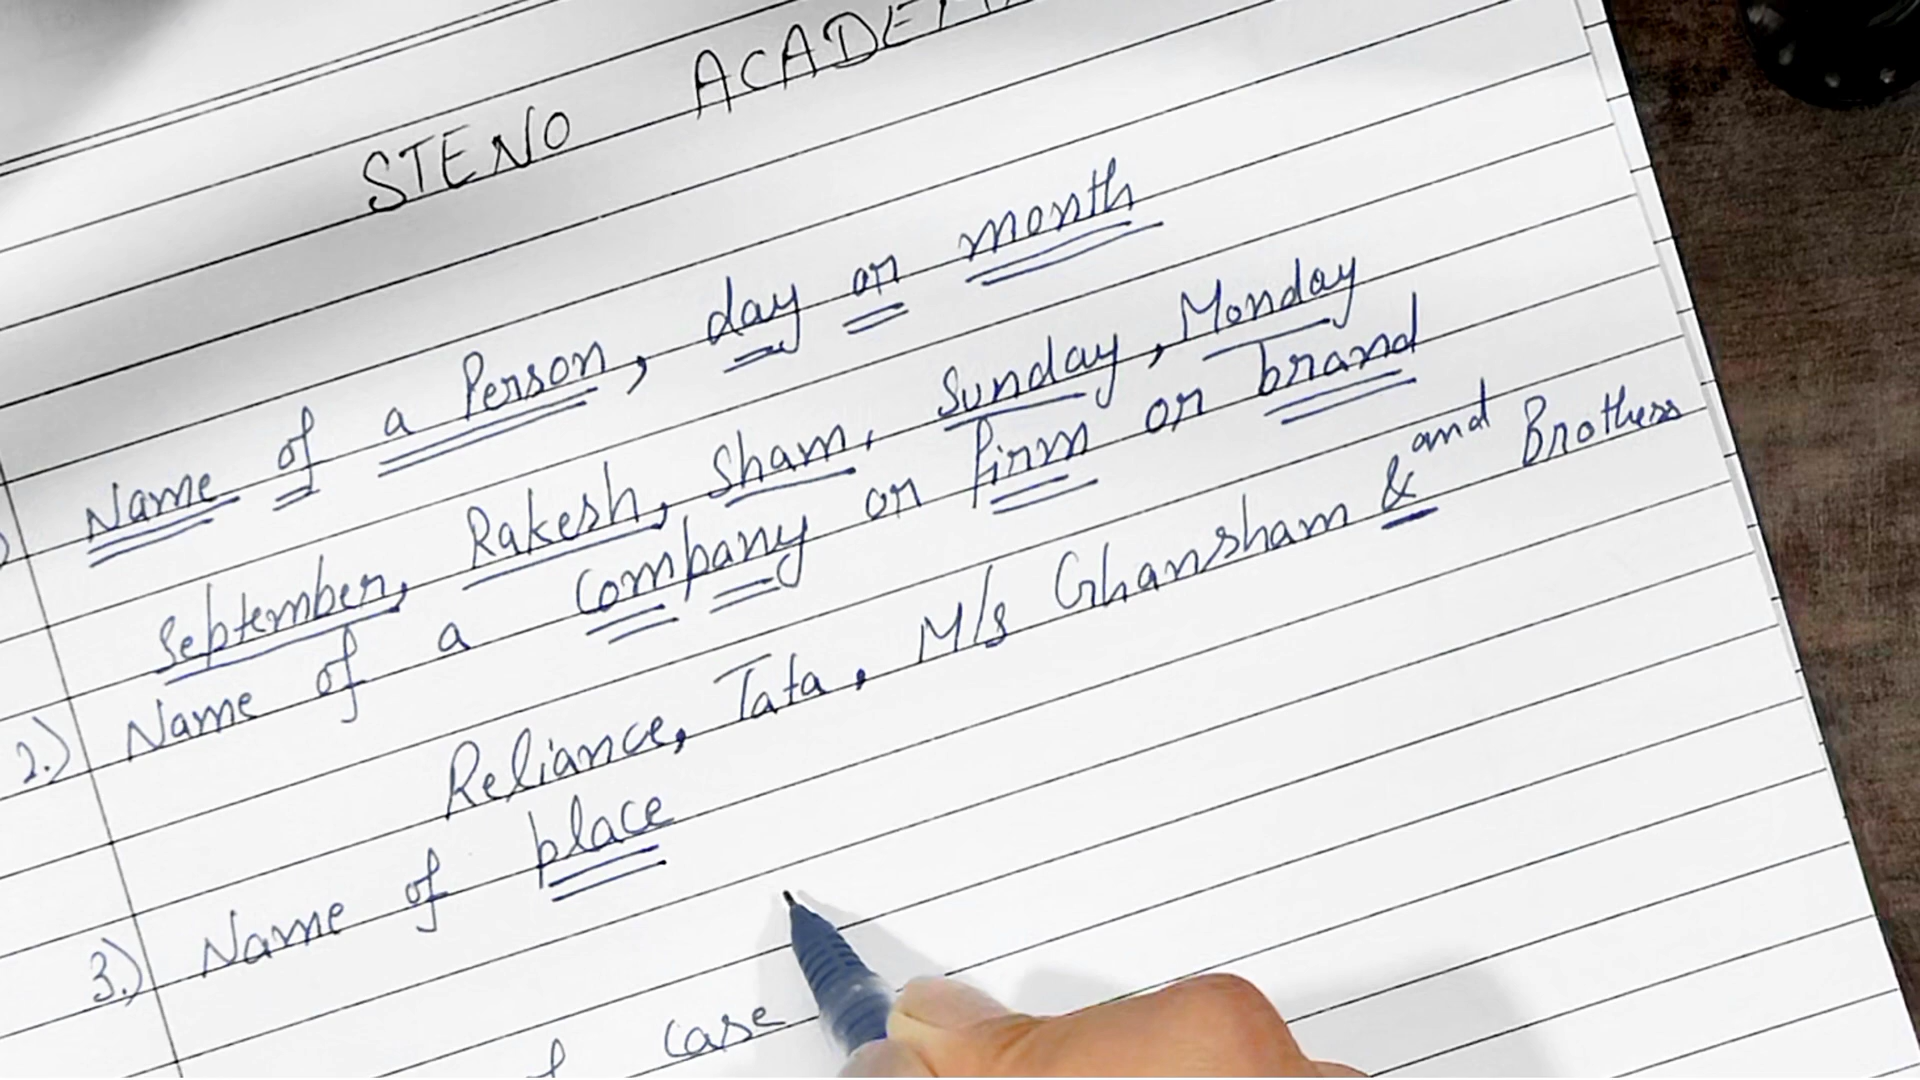 STENO
Name of a Person, day or month
September, Rakesh, Sham, Sunday, Monday
2.) Name of a Company or firm or brand
Reliance, Tata, M/s Ghansham & and Brothers
3.) Name of place
case